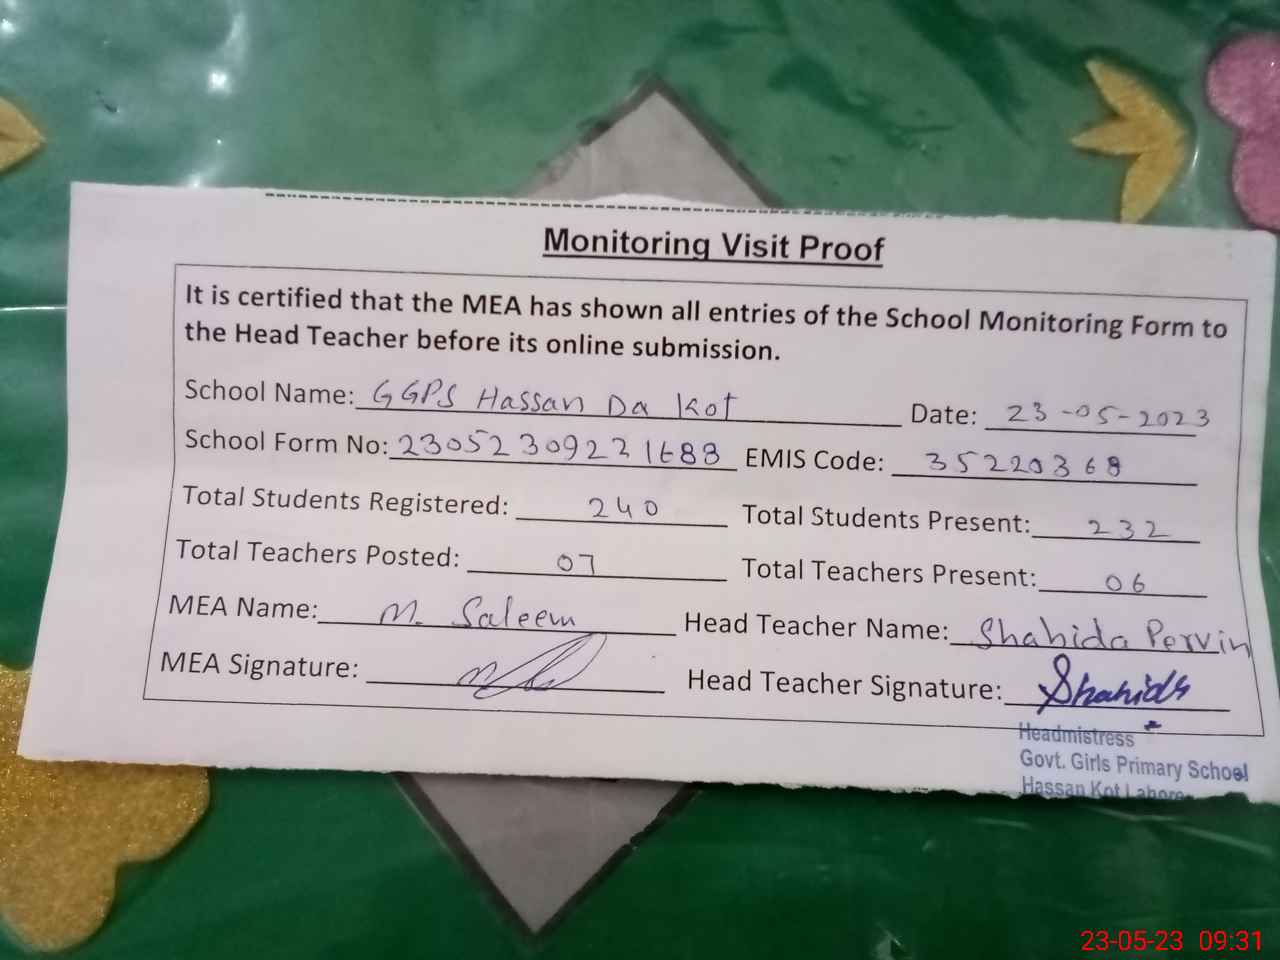 Monitoring Visit Proof
It is certified that the MEA has shown all entries of the School Monitoring Form to
the Head Teacher before its online submission.
School Name: GGPS Hassan Da Kot Date: 23-05-2023
School Form No: EMIS Code: 35220368
Total Students Registered: 240 Total Students Present: 232
Total Teachers Posted: 07 Total Teachers Present: 06
MEA Name: M. Saleem Head Teacher Name: Shahida Pervin
MEA Signature: Head Teacher Signature: Shahida
Headmistress
Govt. Girls Primary School
Hassan Kot Lahore
23-05-23 09:31